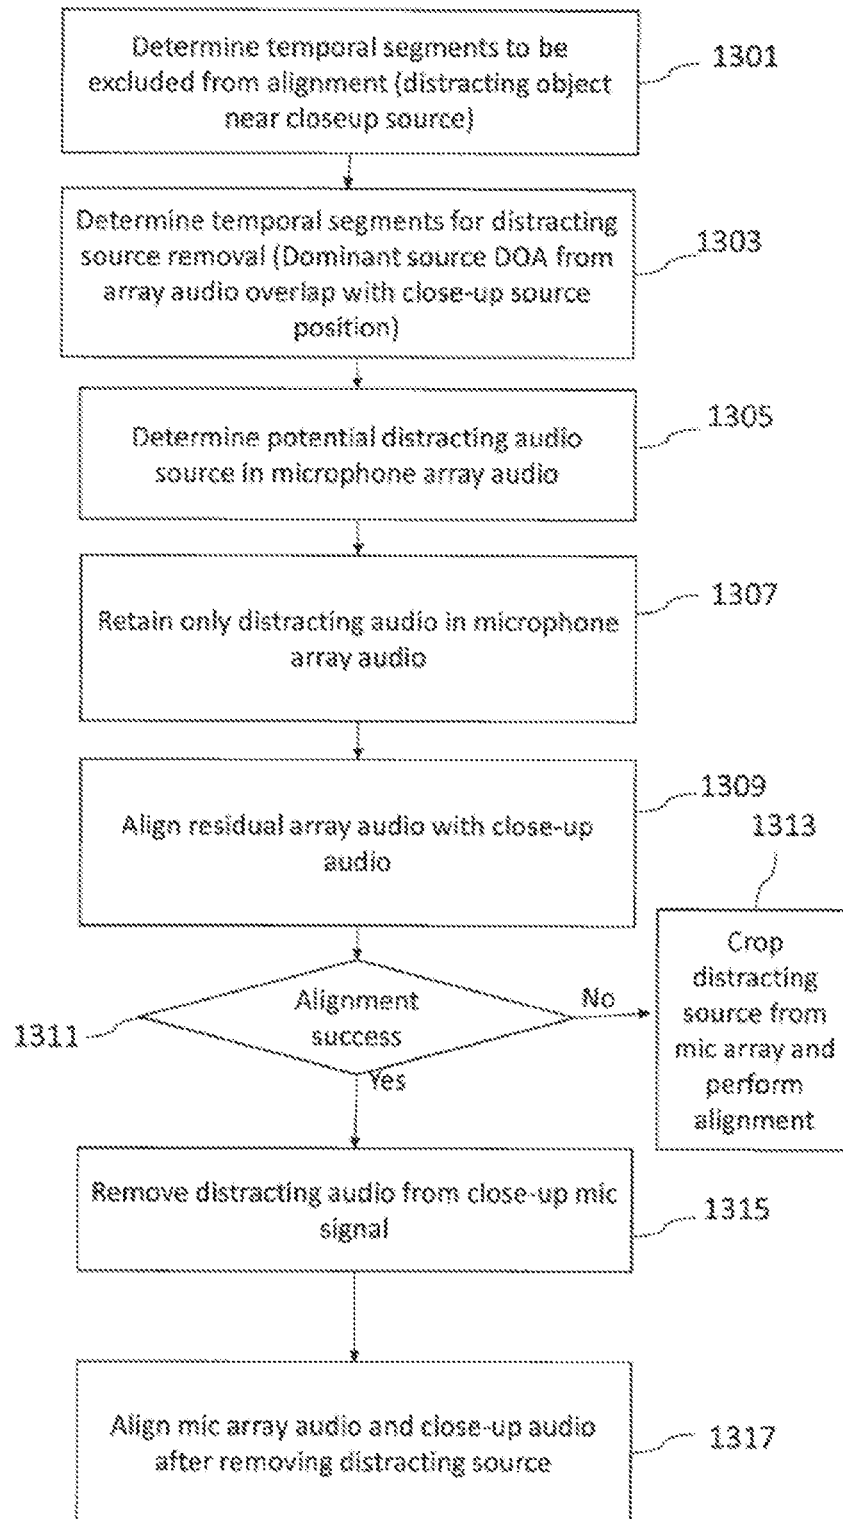 Determine temporal segments to be
excluded from alignment (distracting object
near closeup source)
1301
Determine temporal segments for distracting
source removal (Dominant source DOA from
array audio overlap with close-up source
position)
1303
Determine potential distracting audio
source in microphone array audio
1305
Retain only distracting audio in microphone
array audio
1307
Align residual array audio with close-up
audio
1309
Alignment
success
1311
No
Yes
1313
Crop
distracting
source from
mic array and
perform
alignment
Remove distracting audio from close-up mic
signal
1315
Align mic array audio and close-up audio
after removing distracting source
1317